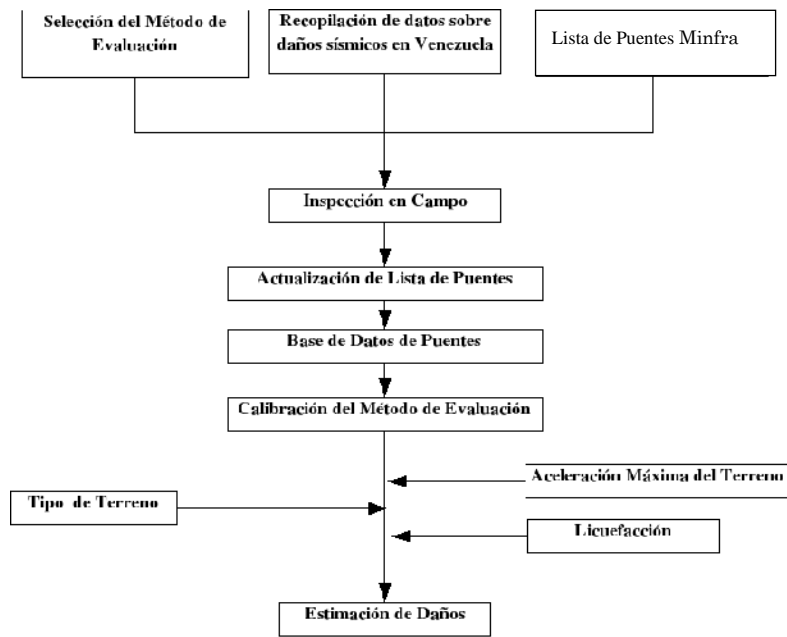 Selección del Método de
Evaluación
Recopilación de datos sobre
daños sísmicos en Venezuela
Lista de Puentes Minfra
Inspección en Campo
Actualización de Lista de Puentes
Base de Datos de Puentes
Calibración del Método de Evaluación
Aceleración Máxima del Terreno
Tipo de Terreno
Licuefacción
Estimación de Daños